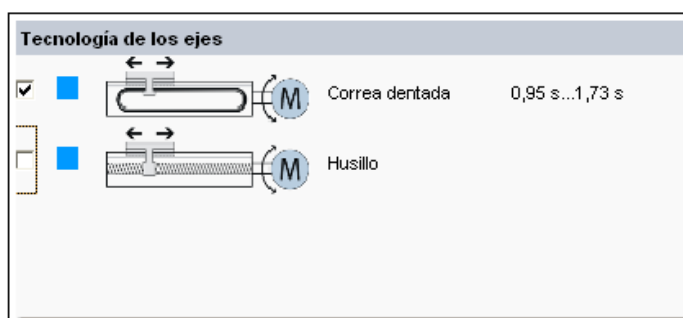 Tecnología de los ejes
M Correa dentada 0,95 s...1,73 s
M Husillo